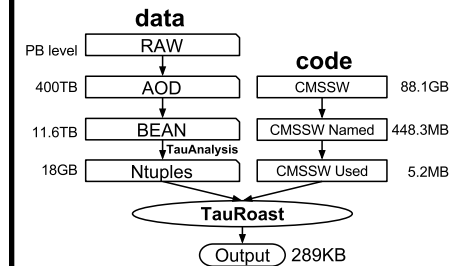 data
code
PB level RAW
400TB AOD CMSSW 88.1GB
11.6TB BEAN CMSSW Named 448.3MB
TauAnalysis
18GB Ntuples CMSSW Used 5.2MB
TauRoast
Output 289KB